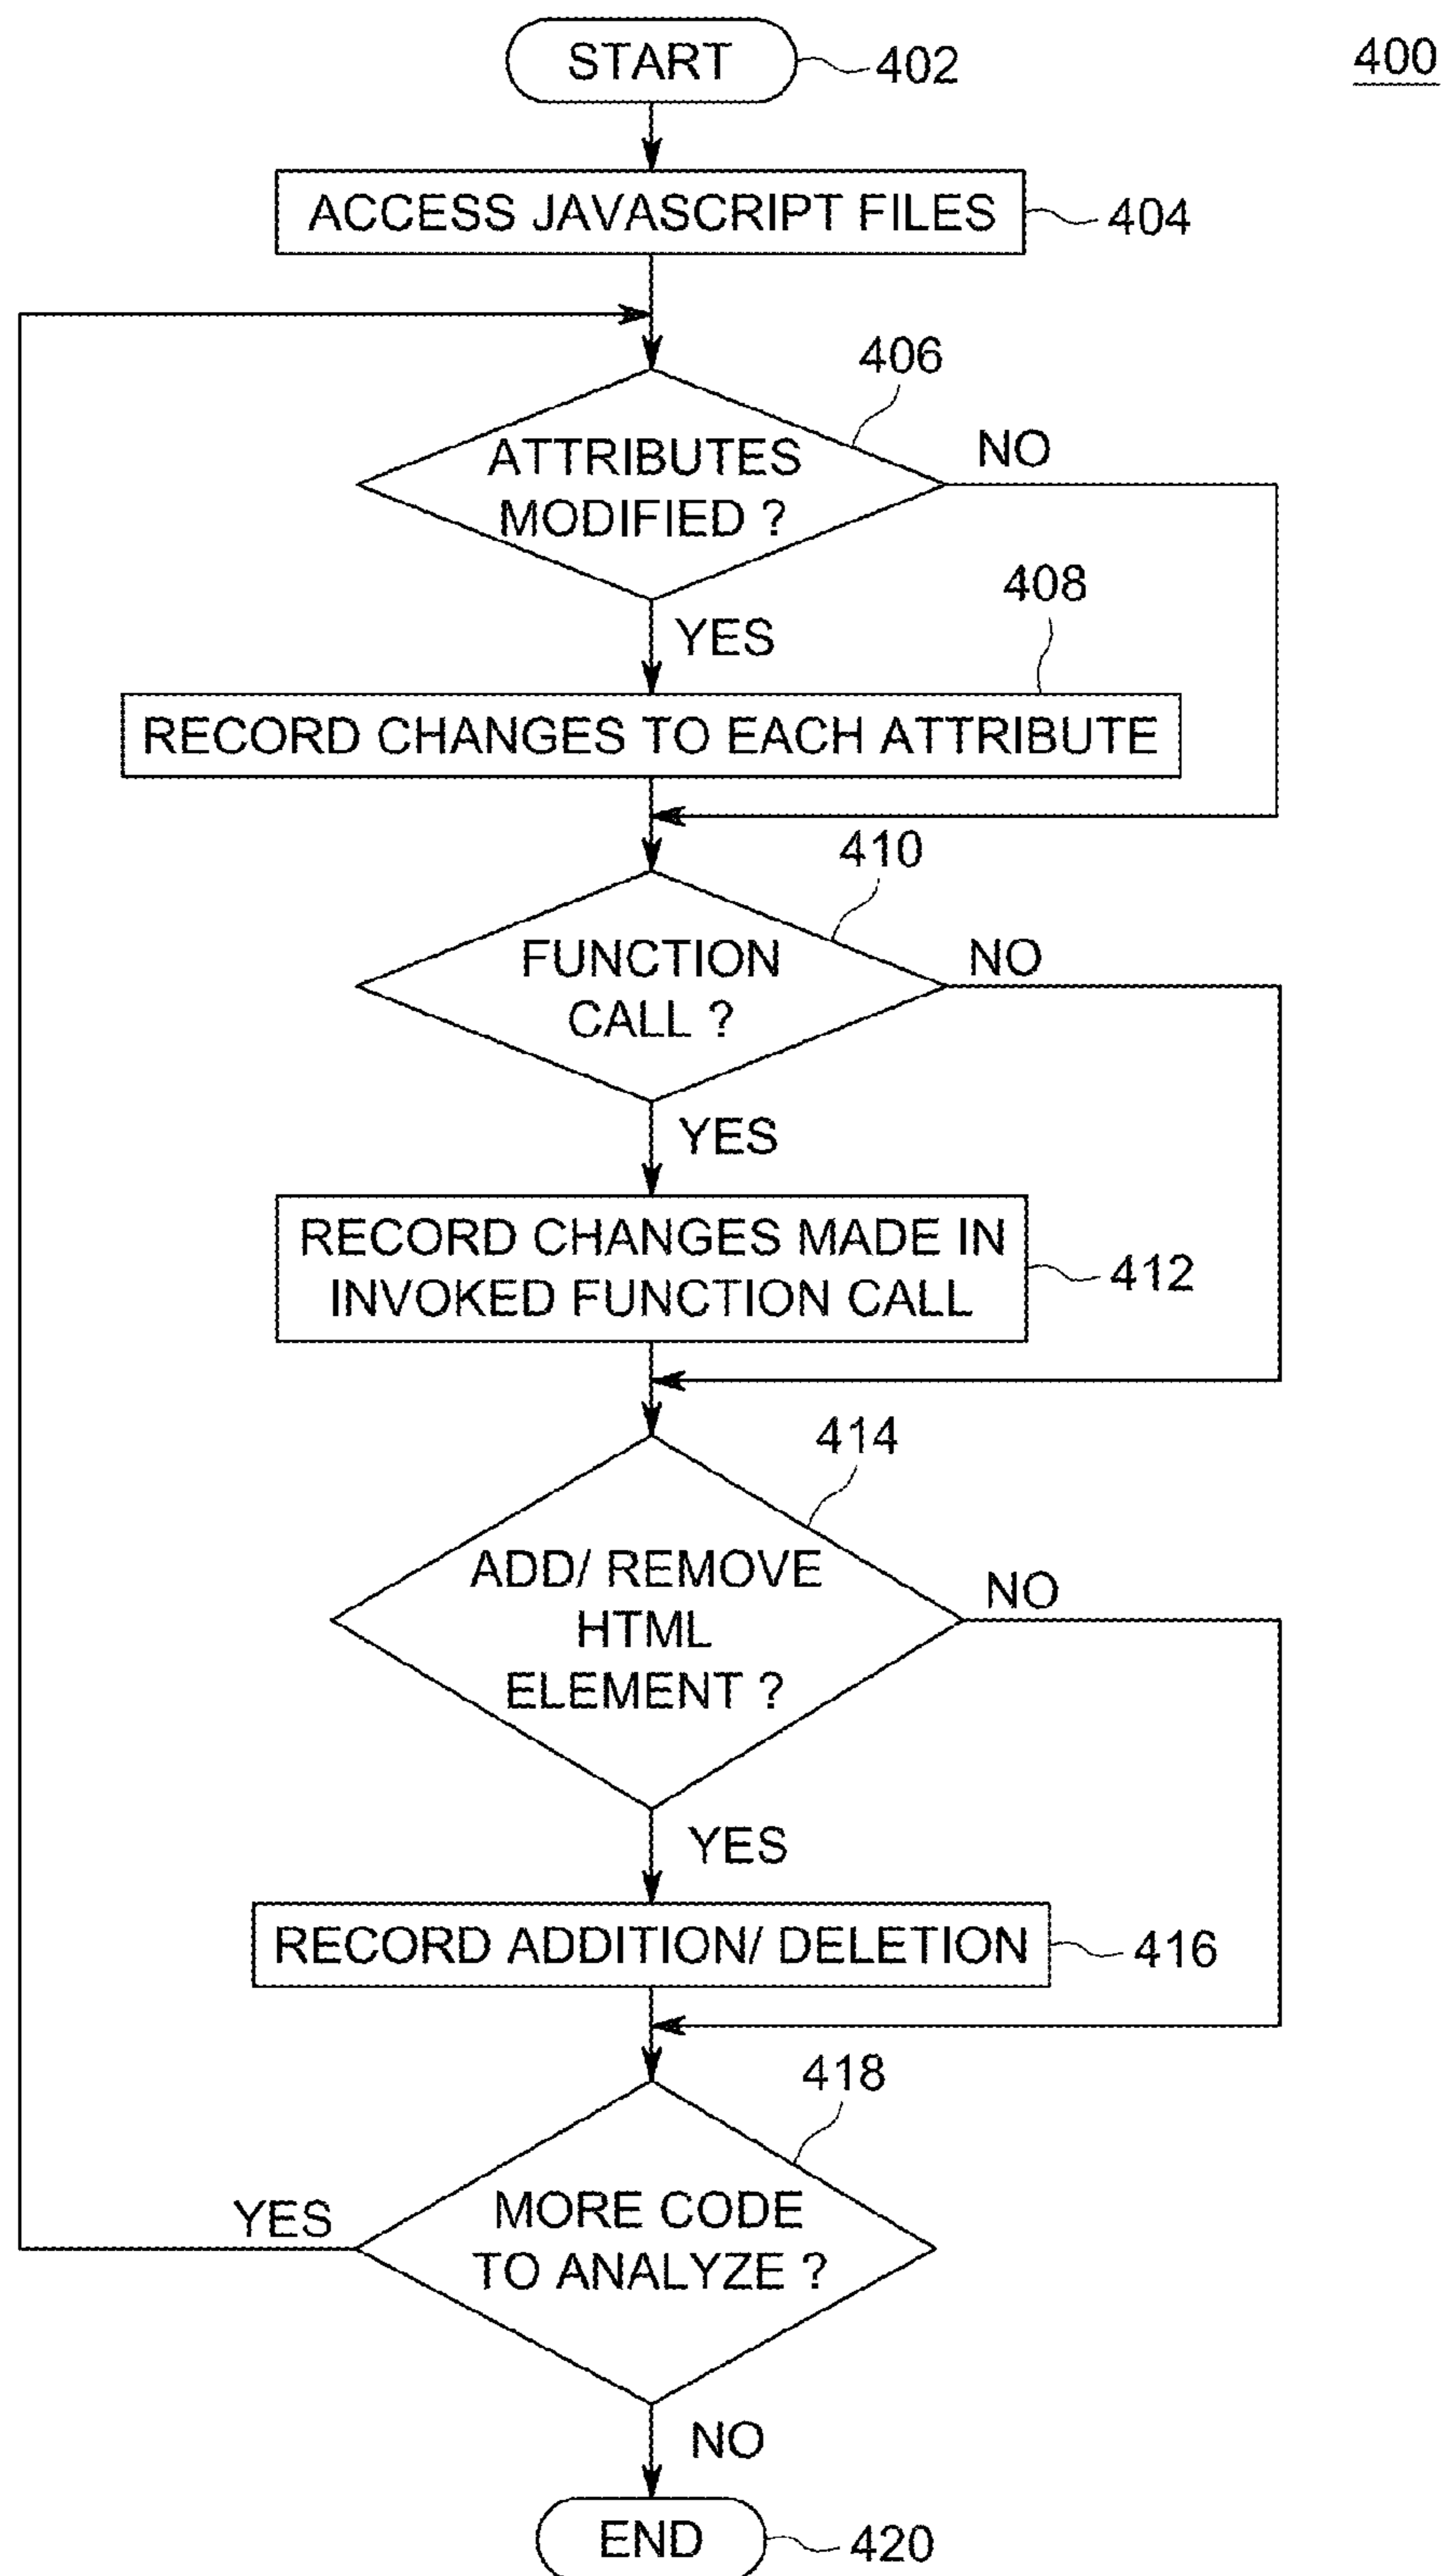 400
START
402
ACCESS JAVASCRIPT FILES
404
406
ATTRIBUTES
MODIFIED ?
NO
YES
408
RECORD CHANGES TO EACH ATTRIBUTE
410
FUNCTION
CALL ?
NO
YES
RECORD CHANGES MADE IN
INVOKED FUNCTION CALL
412
414
ADD/ REMOVE
HTML
ELEMENT ?
NO
YES
RECORD ADDITION/ DELETION
416
418
MORE CODE
TO ANALYZE ?
YES
NO
END
420